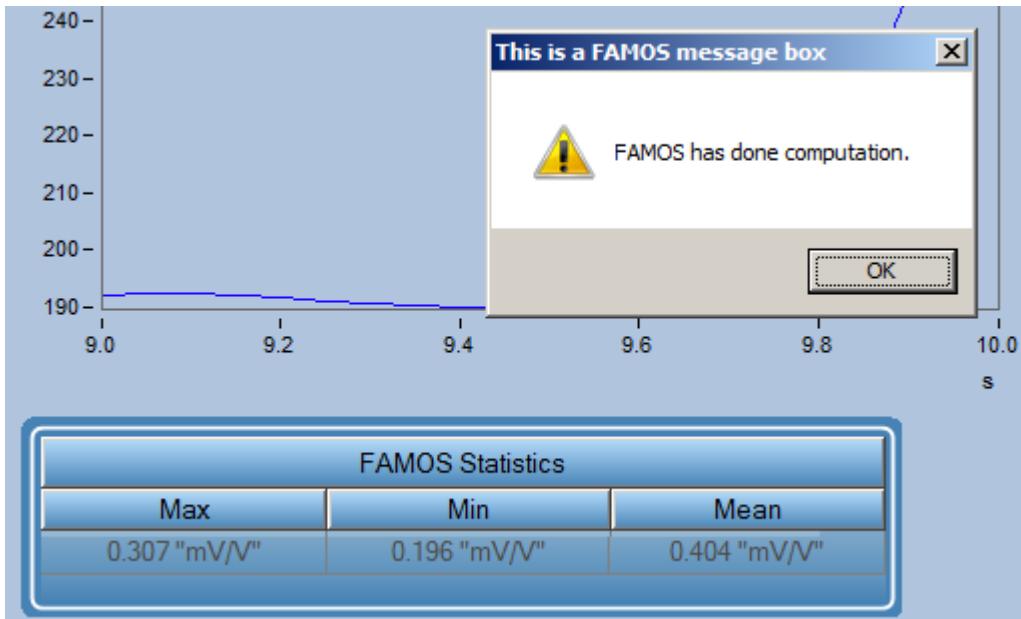 240
This is a FAMOS message box
230
220
FAMOS has done computation.
210
200
OK
190
9.0 9.2 9.4 9.6 9.8 10.0
s
FAMOS Statistics
Max Min Mean
0.307 "mV/V" 0.196 "mV/V" 0.404 "mV/V"